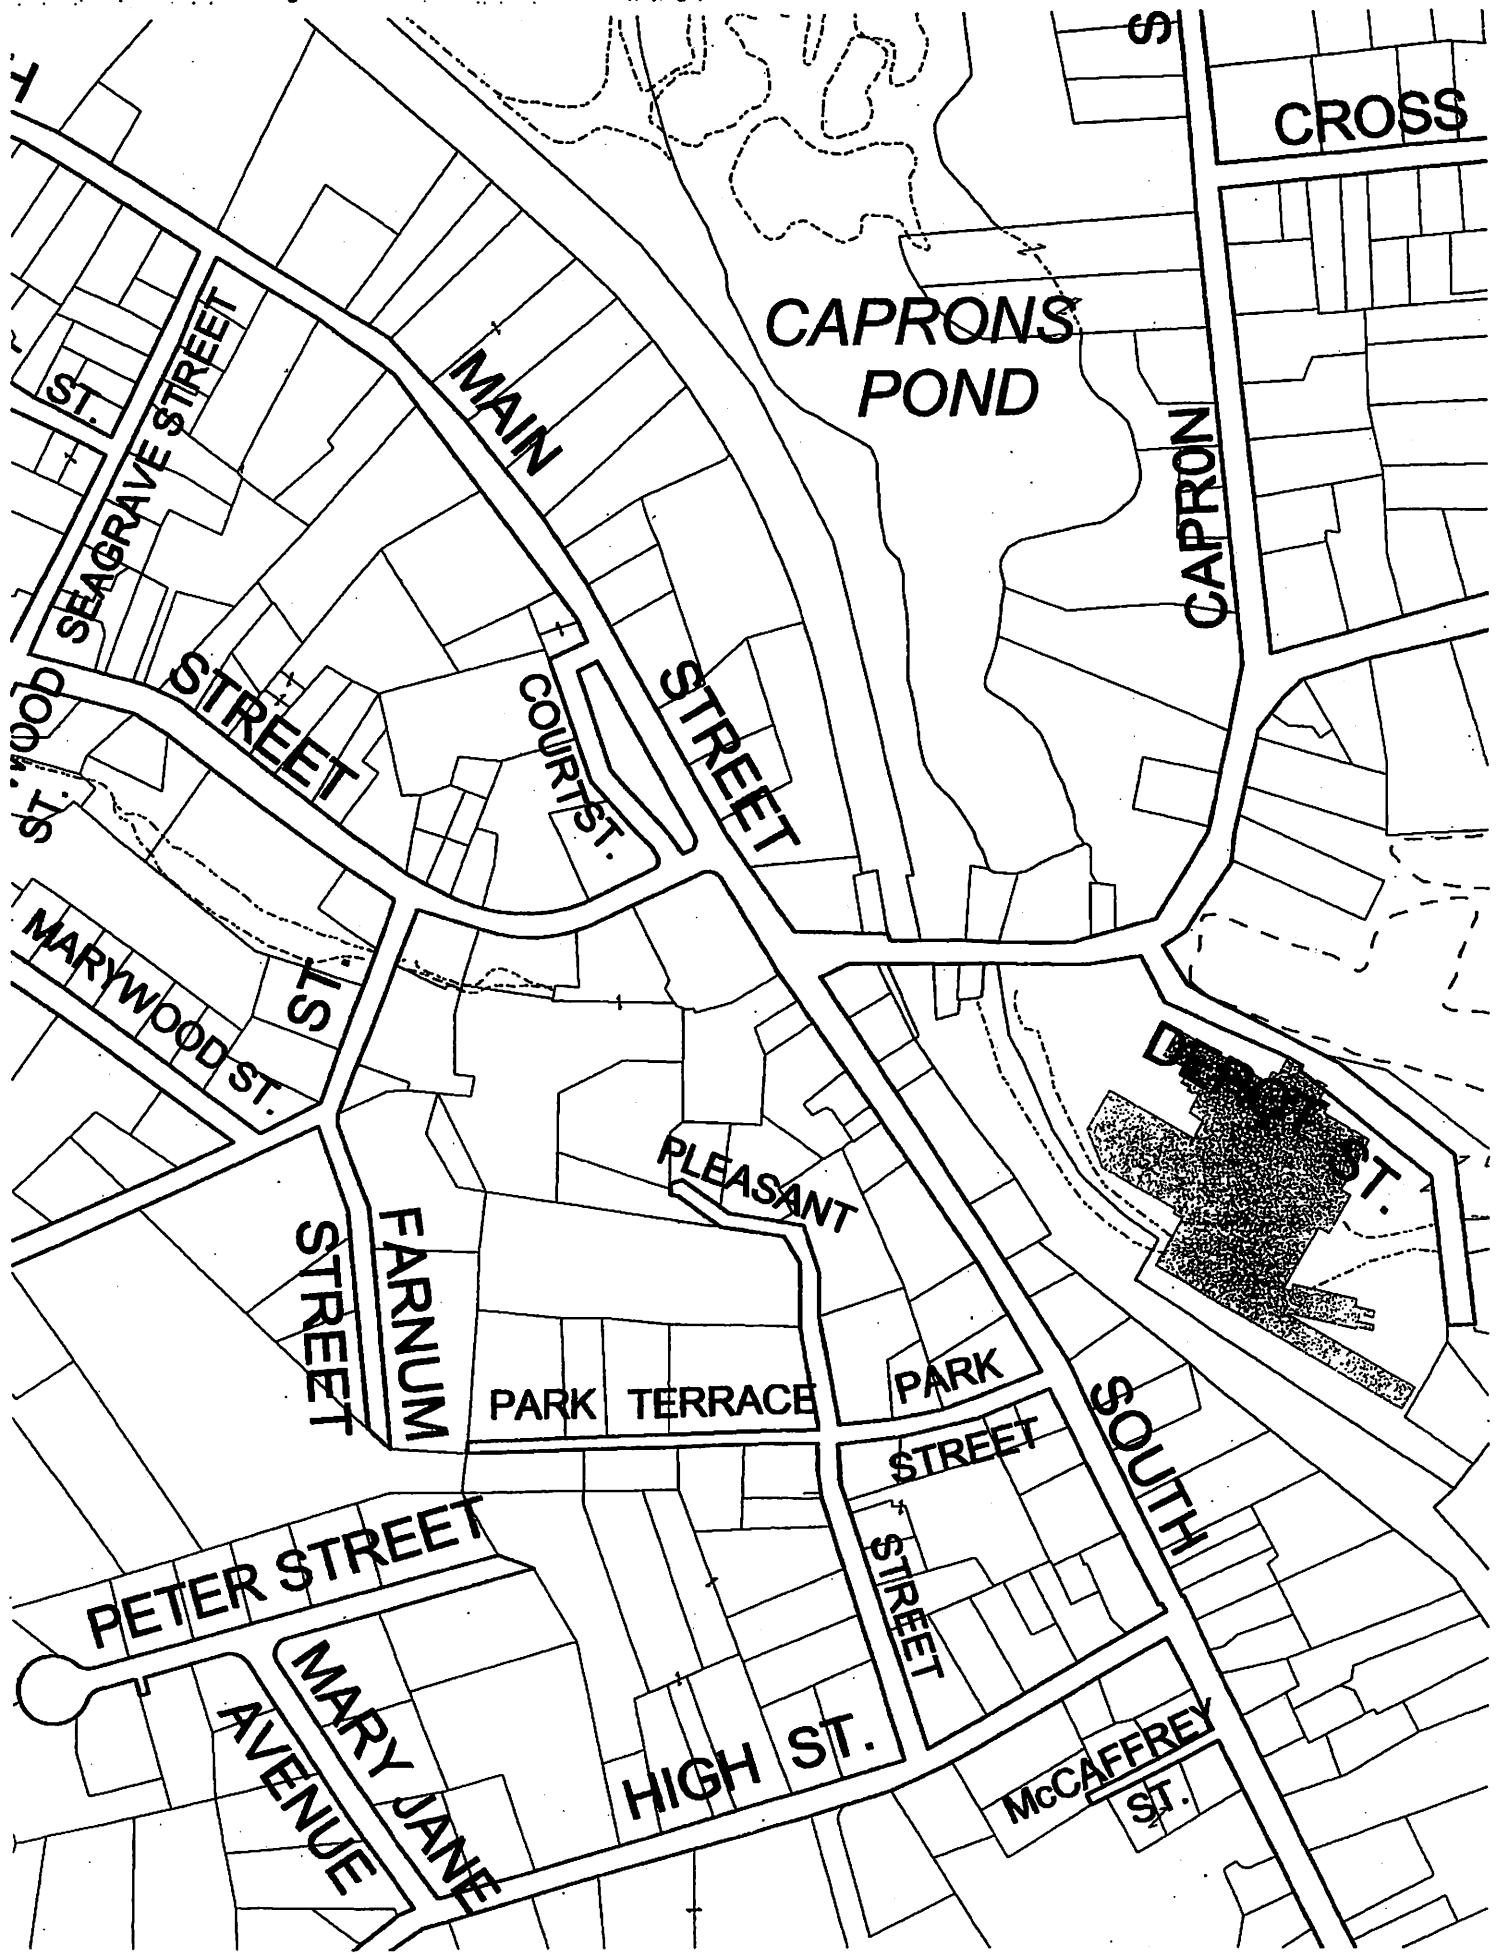 S
CROSS
CAPRONS
POND
MAIN
ST.
SEAGRAVE STREET
CAPRON
STREET
COURT ST.
STREET
ST.
MARYWOOD ST.
ST.
DEPOT ST.
PLEASANT
FARNUM
STREET
PARK TERRACE
PARK
STREET
SOUTH
PETER STREET
STREET
MARY JANE
AVENUE
HIGH ST.
McCAFFREY
ST.